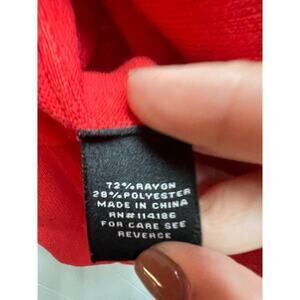 72% RAYON
28% POLYESTER
MADE IN CHINA
RN# 114186
FOR CARE SEE
REVERSE